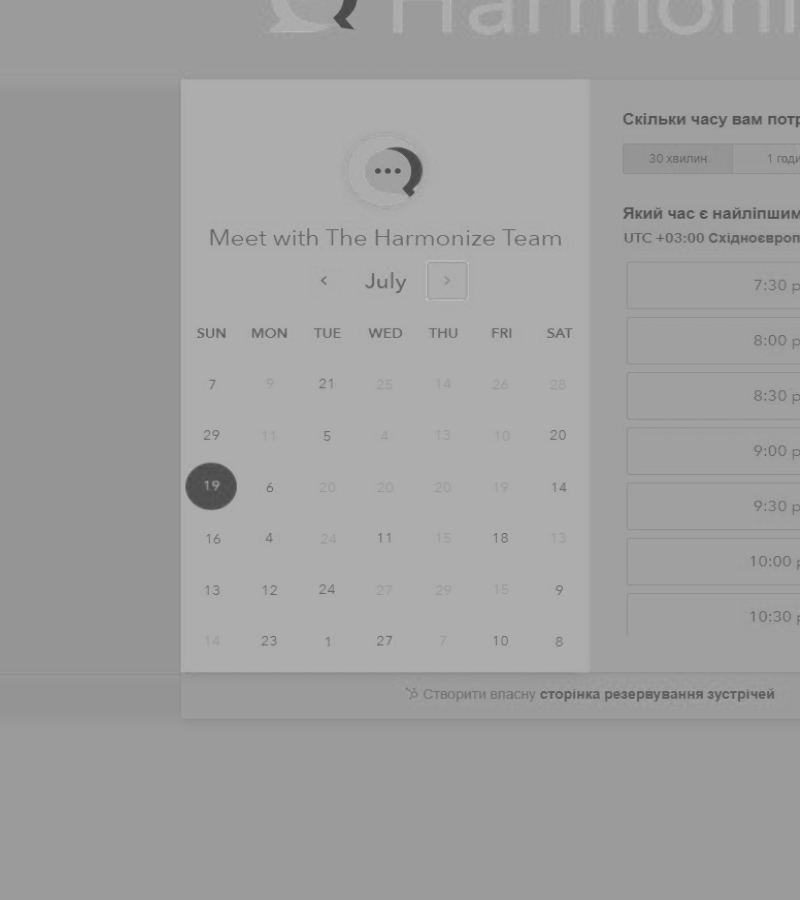 Harmoni
Meet with The Harmonize Team
July
SUN MON TUE WED THU FRI SAT
7 9 21 25 14 26 28
29 11 5 4 13 10 20
19 6 20 20 20 19 14
16 4 24 11 15 18 13
13 12 24 27 29 15 9
14 23 1 27 7 10 8
Скільки часу вам потр
30 хвилин 1 годи
Який час є найліпшим
UTC +03:00 Східноєвроп
7:30 p
8:00 p
8:30 p
9:00 p
9:30 p
10:00 p
10:30 p
Створити власну сторінка резервування зустрічей